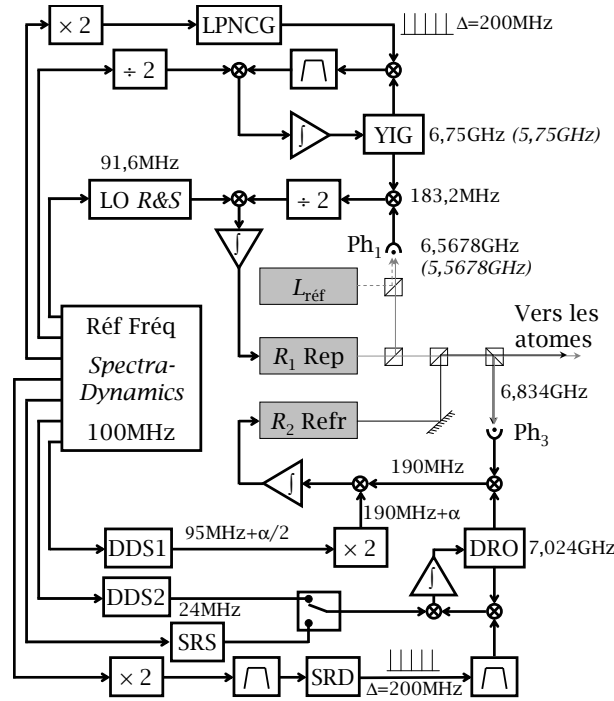 × 2
LPNCG
Δ=200MHz
÷ 2
∫
YIG
6,75GHz (5,75GHz)
91,6MHz
LO R&S
÷ 2
183,2MHz
∫
Ph1
6,5678GHz
(5,5678GHz)
Lréf
Réf Fréq
Spectra-
Dynamics
100MHz
R1 Rep
Vers les
atomes
R2 Refr
6,834GHz
Ph3
∫
190MHz
190MHz+α
DDS1
95MHz+α/2
× 2
DRO
7,024GHz
∫
DDS2
24MHz
SRS
× 2
SRD
Δ=200MHz